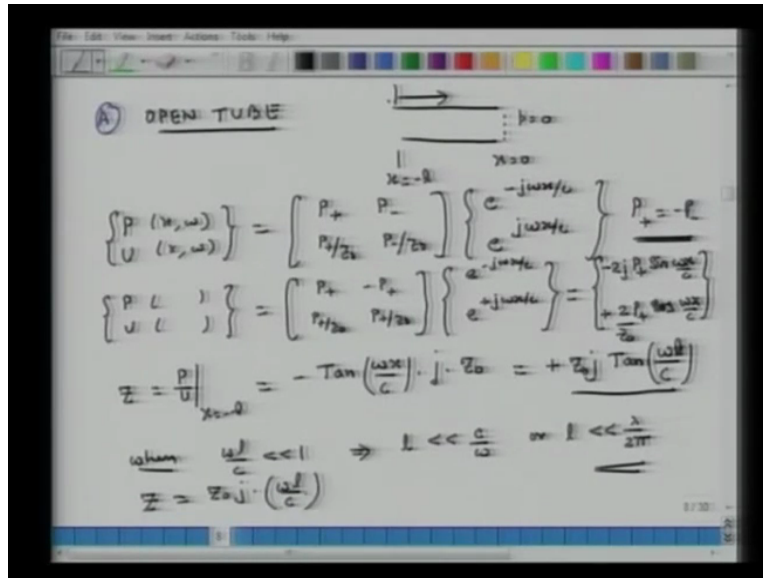 File Edit View Insert Actions Tools Help
Ⓐ OPEN TUBE
p=0
x=-l x=0
{P (x,ω) U (x,ω)} = [P₊ P₋ P₊/Z₀ -P₋/Z₀] {e^(-jωx/c) e^(jωx/c)} P₊ = -P₋
{P ( ) U ( )} = [P₊ -P₊ P₊/Z₀ P₊/Z₀] {e^(-jωx/c) e^(+jωx/c)} = {-2j P₊ Sin ωx/c + 2P₊/Z₀ Cos ωx/c}
Z = P/U |x=-l = - Tan (ωx/c) · j · Z₀ = + Z₀j Tan (ωl/c)
when ωl/c <<1 ⇒ l << c/ω or l << λ/2π
Z = Z₀ j · (ωl/c)